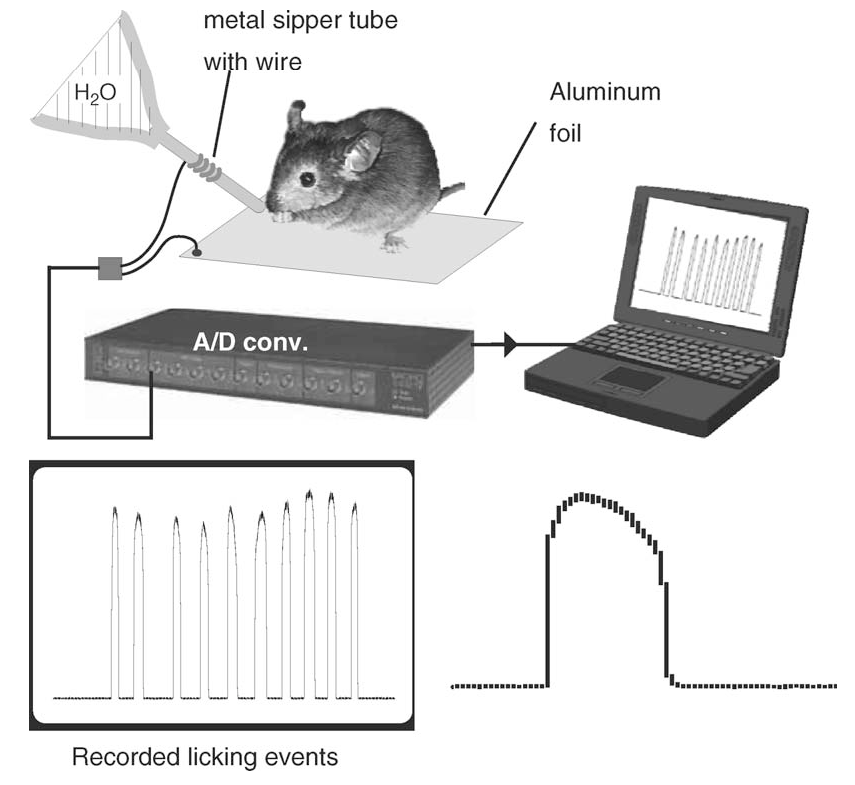 metal sipper tube
with wire
H₂O
Aluminum
foil
A/D conv.
Recorded licking events